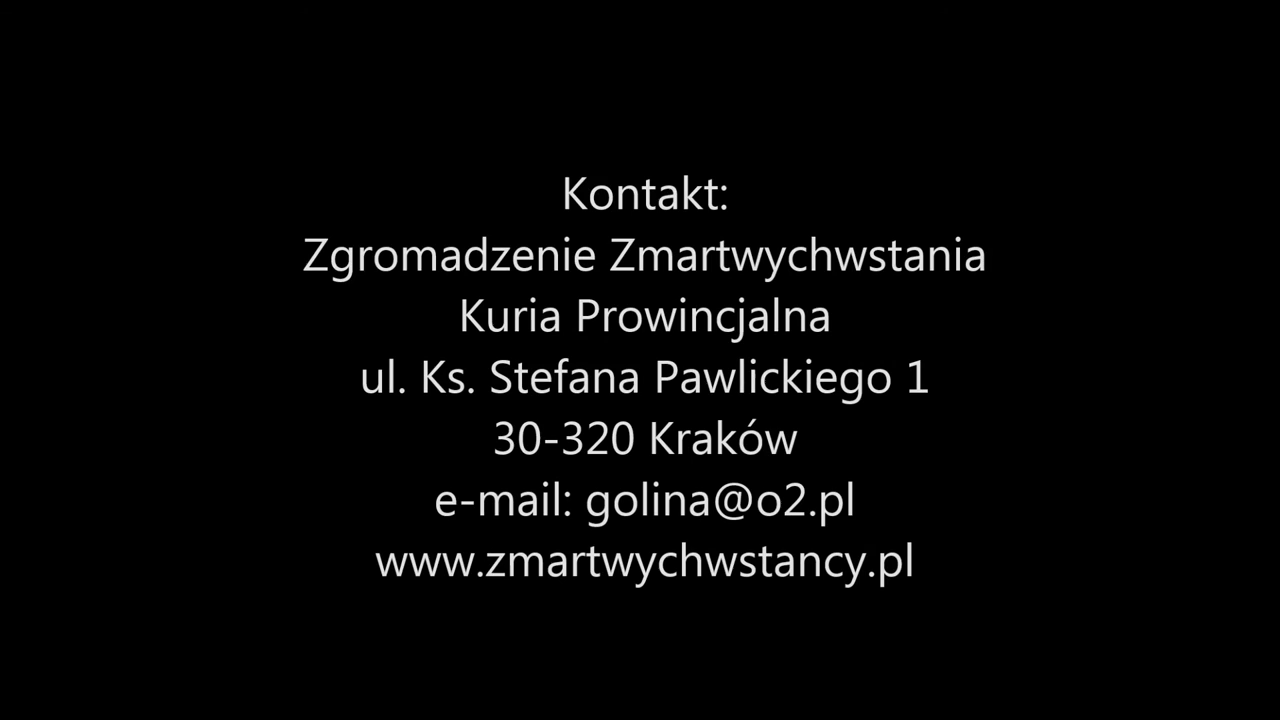 Kontakt:
Zgromadzenie Zmartwychwstania
Kuria Prowincjalna
ul. Ks. Stefana Pawlickiego 1
30-320 Kraków
e-mail: golina@o2.pl
www.zmartwychwstancy.pl